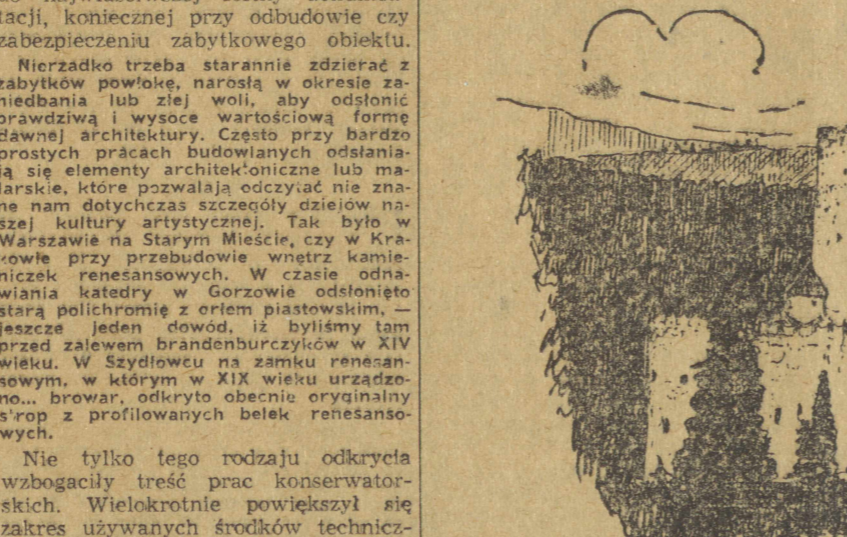 tacji, koniecznej przy odbudowie czy
zabezpieczeniu zabytkowego obiektu.
Nierzadko trzeba starannie zdzierać z
zabytków powłokę, narosłą w okresie za-
niedbania lub złej woli, aby odsłonić
prawdziwą i wysoce wartościową formę
dawnej architektury. Często przy bardzo
prostych pracach budowlanych odsłania-
ją się elementy architektoniczne lub ma-
larskie, które pozwalają odczytać nie zna-
ne nam dotychczas szczegóły dziejów na-
szej kultury artystycznej. Tak było w
Warszawie na Starym Mieście, czy w Kra-
kowie przy przebudowie wnętrz kamie-
niczek renesansowych. W czasie odna-
wiania katedry w Gorzowie odsłonięto
starą polichromię z orłem piastowskim, —
jeszcze jeden dowód, iż byliśmy tam
przed zalewem brandenburczyków w XIV
wieku. W Szydłowcu na zamku renesan-
sowym, w którym w XIX wieku urządzo-
no... browar, odkryto obecnie oryginalny
strop z profilowanych belek renesanso-
wych.
Nie tylko tego rodzaju odkrycia
wzbogaciły treść prac konserwator-
skich. Wielokrotnie powiększył się
zakres używanych środków technicz-